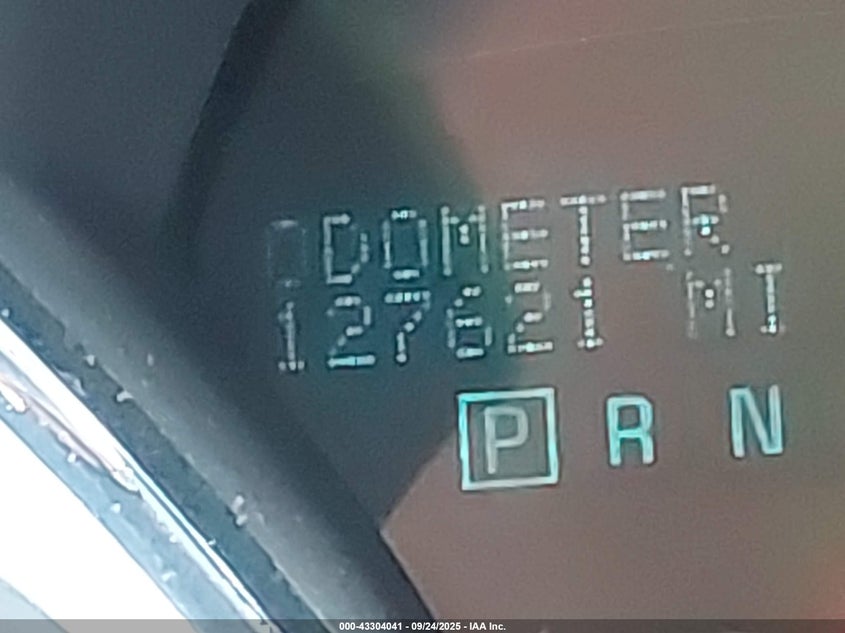 ODOMETER
127621 MI
P R N
000-43304041 - 09/24/2025 - IAA Inc.